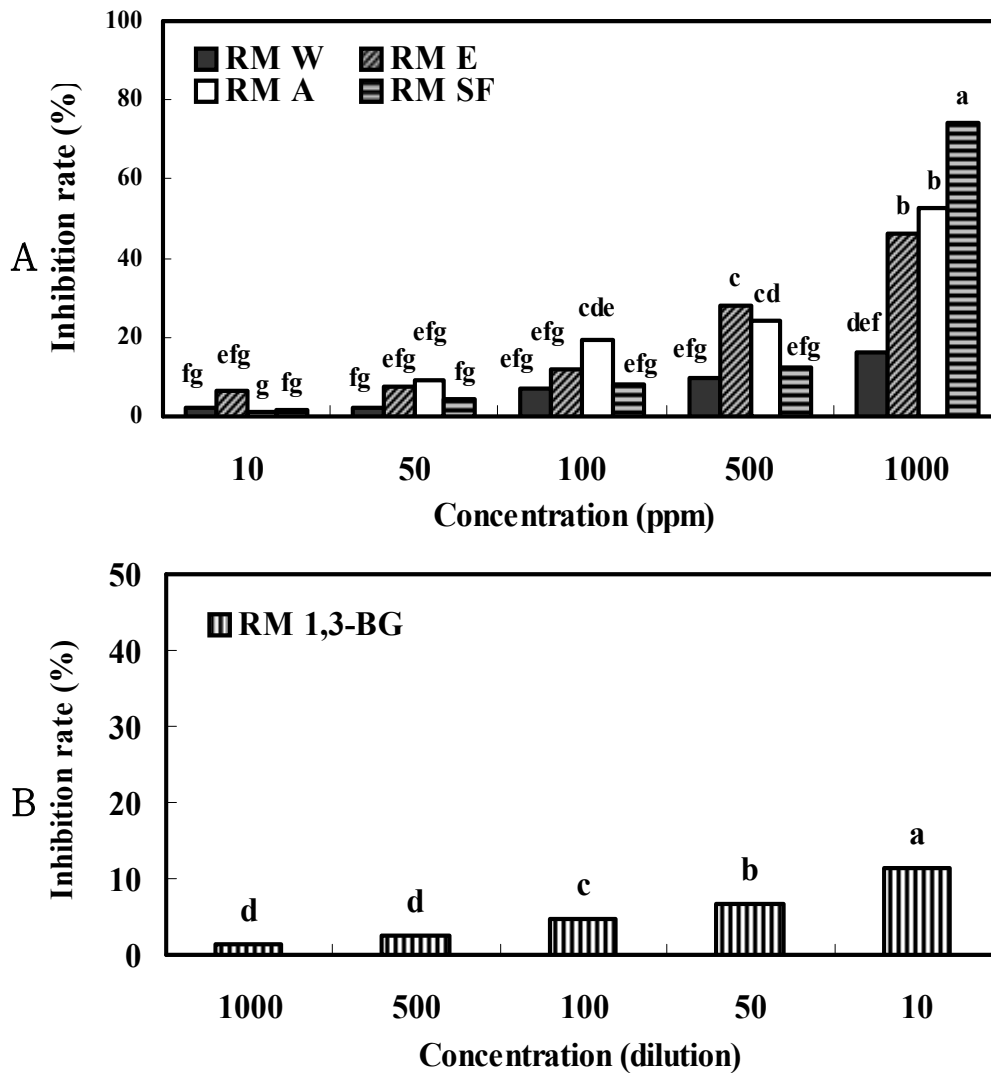 A
Inhibition rate (%)
100
80
60
40
20
0
RM W RM E
RM A RM SF
fg efg g fg
fg efg efg fg
efg efg cde efg
efg c cd efg
def b b a
10 50 100 500 1000
Concentration (ppm)
B
Inhibition rate (%)
50
40
30
20
10
0
RM 1,3-BG
d d c b a
1000 500 100 50 10
Concentration (dilution)